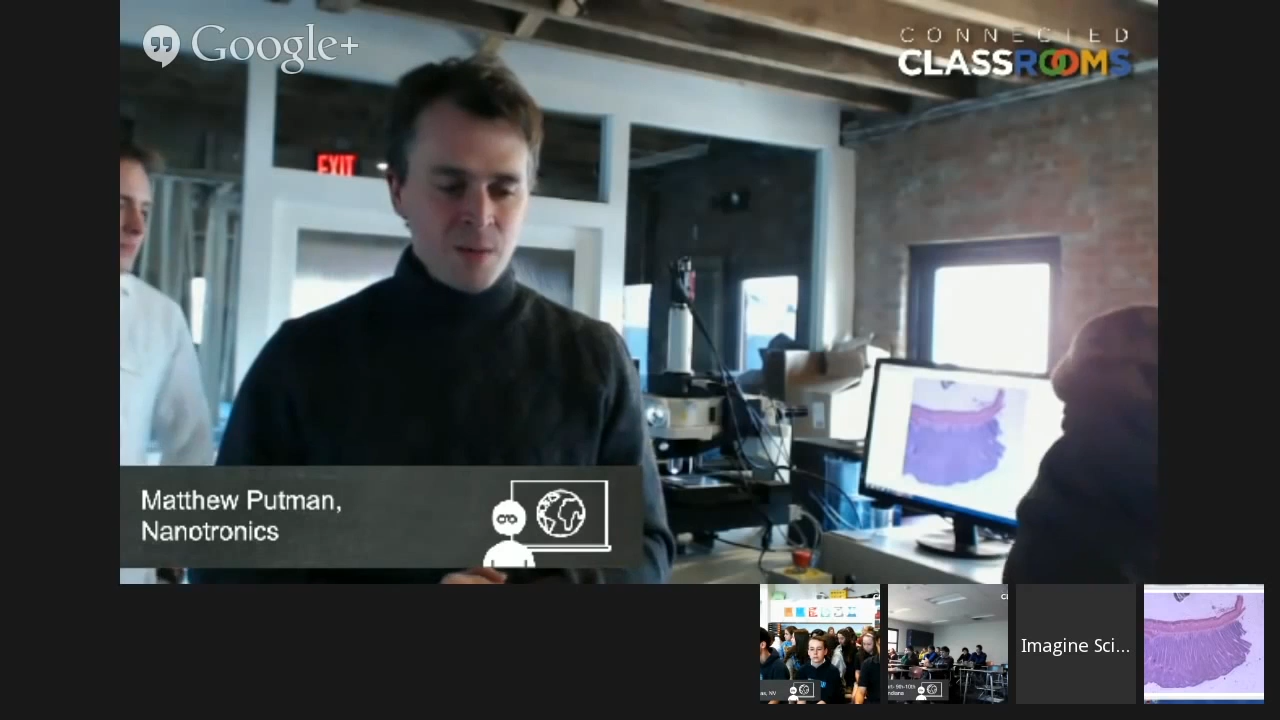 Google+
CONNECTED
CLASSROOMS
EXIT
Matthew Putman,
Nanotronics
Imagine Sci...